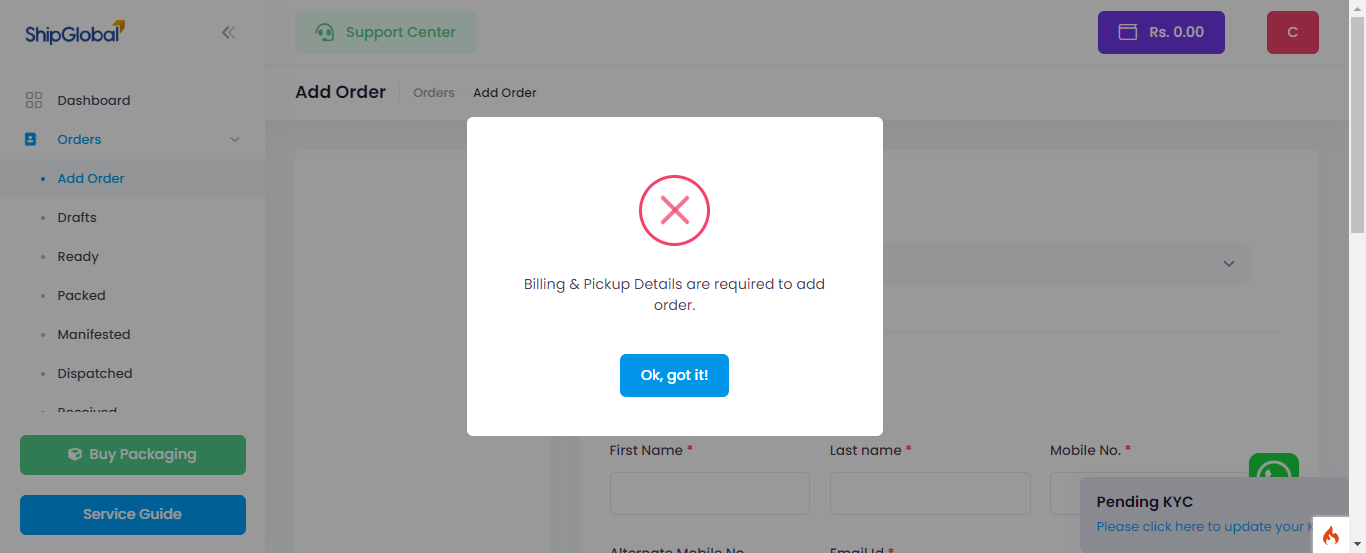 ShipGlobal
Support Center
Rs. 0.00
C
Dashboard
Add Order
Orders - Add Order
Orders
Add Order
Drafts
Ready
Packed
Manifested
Dispatched
Received
Buy Packaging
Service Guide
Billing & Pickup Details are required to add
order.
Ok, got it!
First Name *
Last name *
Mobile No. *
Pending KYC
Please click here to update your K
Alternate Mobile No.
Email Id *